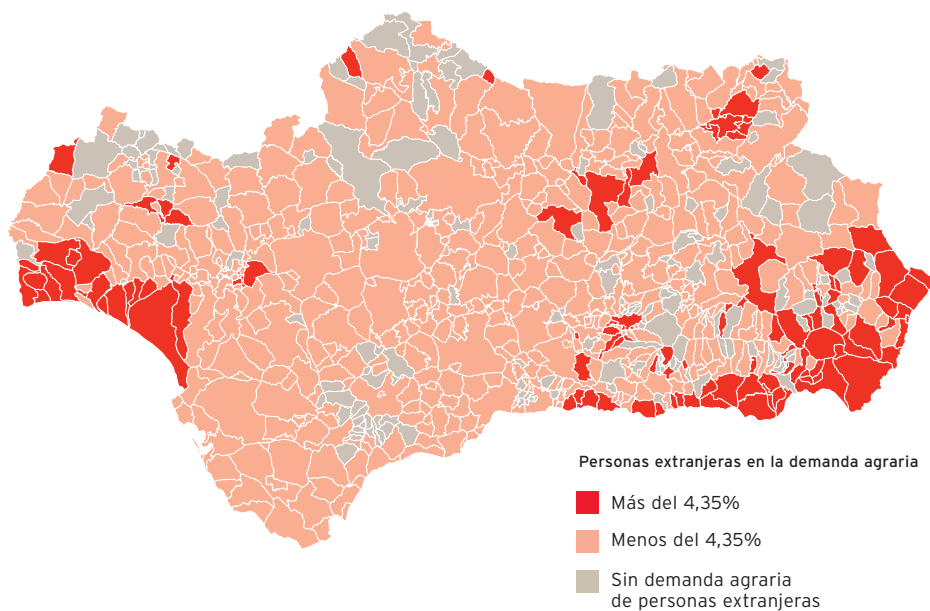 Personas extranjeras en la demanda agraria
Más del 4,35%
Menos del 4,35%
Sin demanda agraria
de personas extranjeras